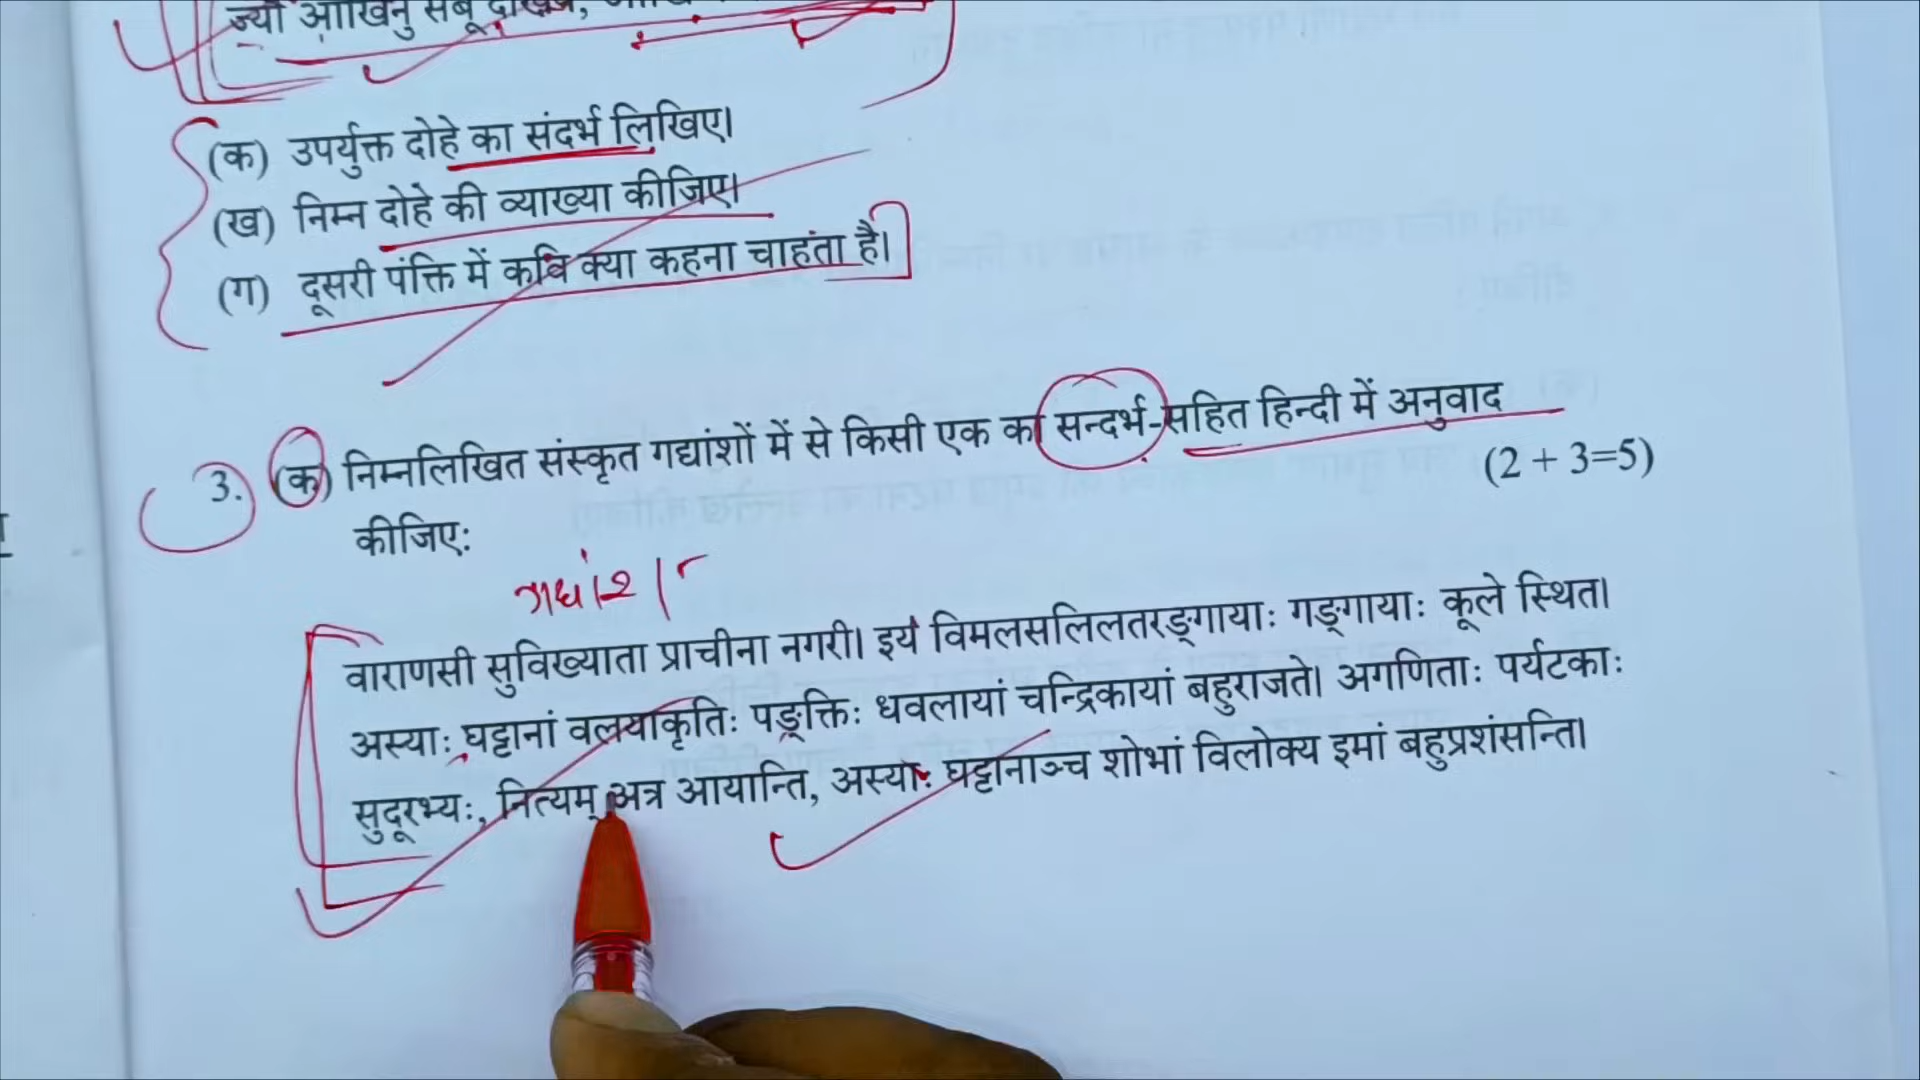 ज्यों आँखिनु सबु देखियै,
(क) उपर्युक्त दोहे का संदर्भ लिखिए।
(ख) निम्न दोहे की व्याख्या कीजिए।
(ग) दूसरी पंक्ति में कवि क्या कहना चाहता है।
3. (क) निम्नलिखित संस्कृत गद्यांशों में से किसी एक का सन्दर्भ-सहित हिन्दी में अनुवाद
कीजिए: (2 + 3=5)
वाराणसी सुविख्याता प्राचीना नगरी। इयं विमलसलिलतरङ्गायाः गङ्गायाः कूले स्थित।
अस्याः घट्टानां वलयाकृतिः पङ्क्तिः धवलायां चन्द्रिकायां बहुराजते। अगणिताः पर्यटकाः
सुदूरभ्यः, नित्यम् अत्र आयान्ति, अस्याः घट्टानाञ्च शोभां विलोक्य इमां बहुप्रशंसन्ति।